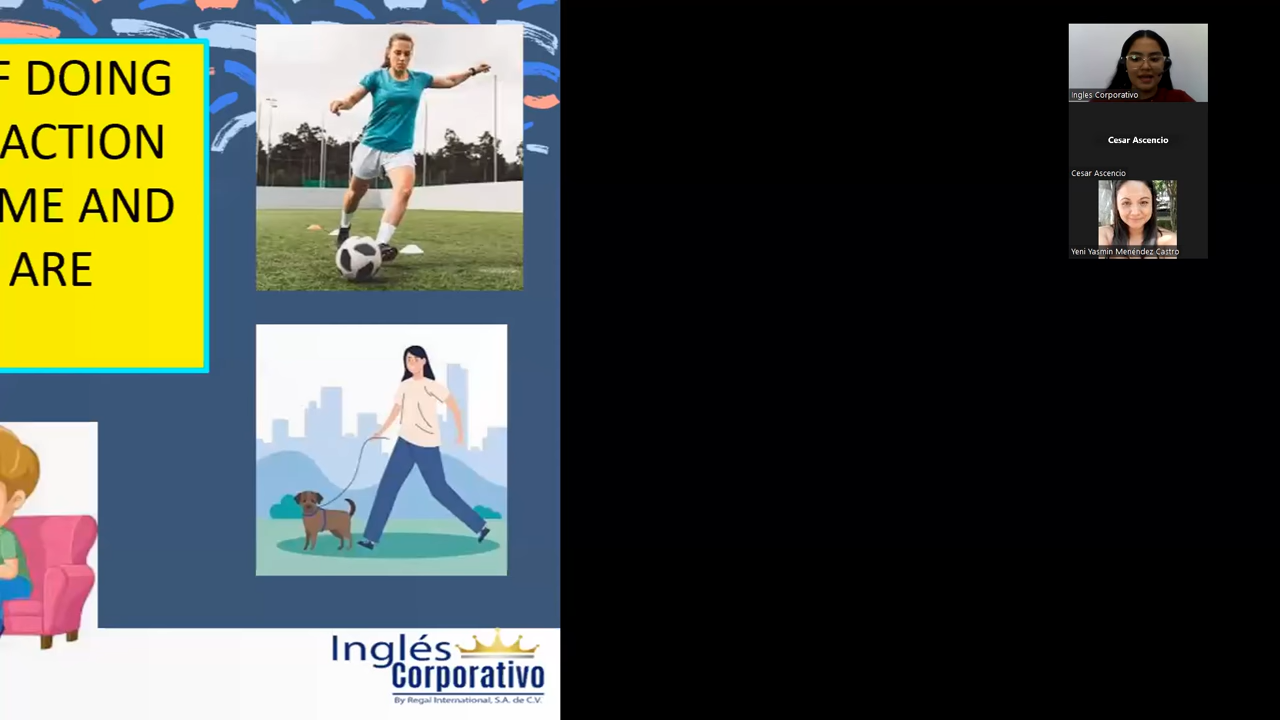 F DOING
ACTION
ME AND
ARE
Inglés
Corporativo
By Regal International, S.A. de C.V.
Ingles Corporativo
Cesar Ascencio
Cesar Ascencio
Yeni Yasmin Menéndez Castro